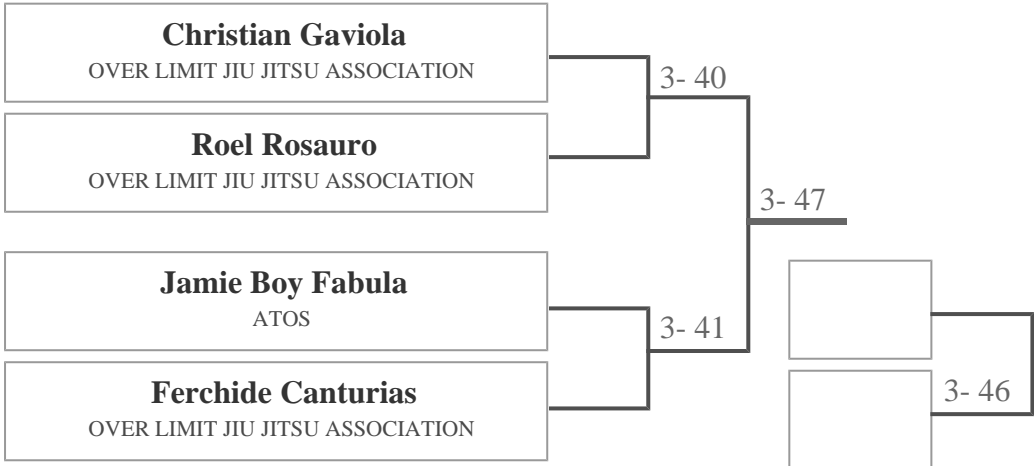 Christian Gaviola
OVER LIMIT JIU JITSU ASSOCIATION
3- 40
Roel Rosauro
OVER LIMIT JIU JITSU ASSOCIATION
3- 47
Jamie Boy Fabula
ATOS
3- 41
Ferchide Canturias
OVER LIMIT JIU JITSU ASSOCIATION
3- 46